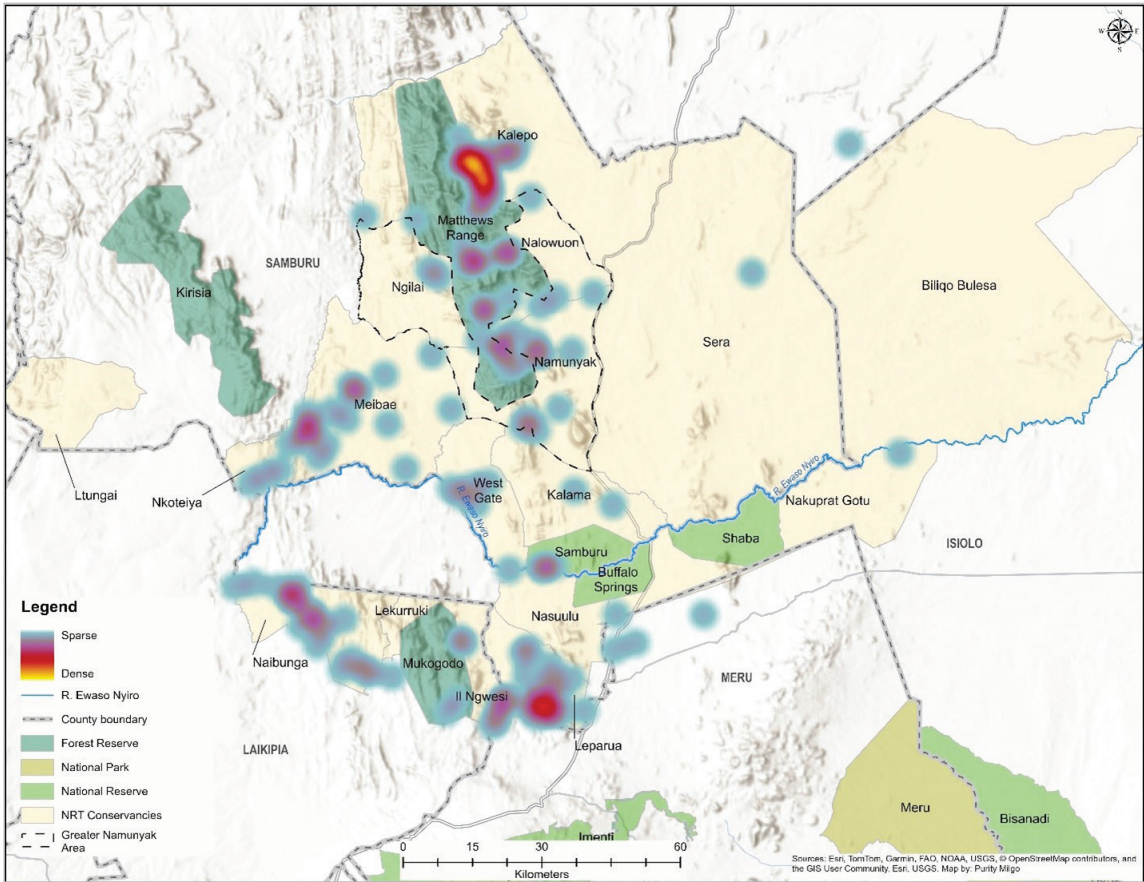 N
W
E
S
Kalepo
Matthews
Range
Nalowuon
SAMBURU
Kirisia
Ngilai
Biliqo Bulesa
Sera
Namunyak
Meibae
Ltungai
Nkoteiya
West
Gate
R. Ewaso Nyiro
Kalama
R. Ewaso Nyiro
Nakuprat Gotu
Shaba
ISIOLO
Samburu
Buffalo
Springs
Legend
Sparse
Dense
R. Ewaso Nyiro
County boundary
Forest Reserve
National Park
National Reserve
NRT Conservancies
Greater Namunyak
Area
Lekurruki
Nasuulu
Naibunga
Mukogodo
MERU
Il Ngwesi
LAIKIPIA
Leparua
Meru
Bisanadi
Imenti
0 15 30 45 60
Kilometers
Sources: Esri, TomTom, Garmin, FAO, NOAA, USGS, © OpenStreetMap contributors, and
the GIS User Community, Esri, USGS. Map by: Purity Milgo